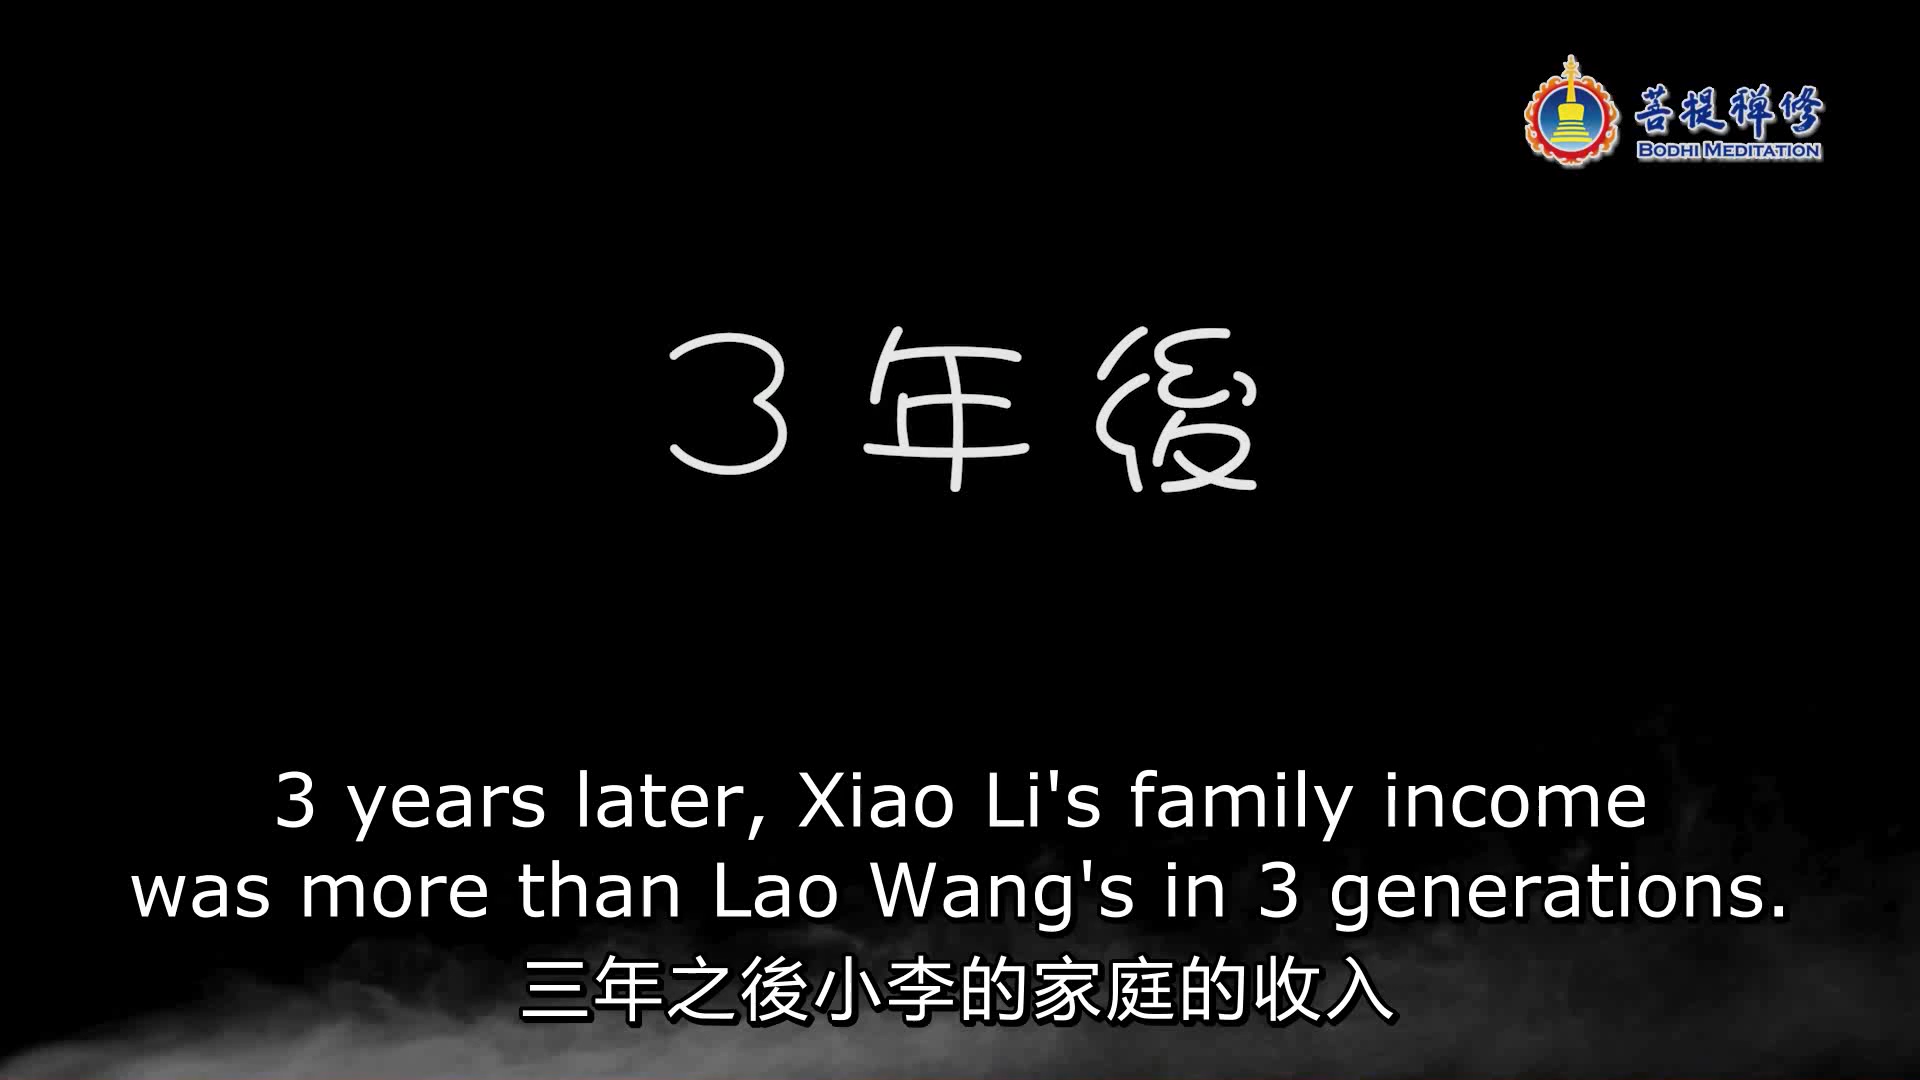 菩提禪修
BODHI MEDITATION
3年後
3 years later, Xiao Li's family income
was more than Lao Wang's in 3 generations.
三年之後小李的家庭的收入